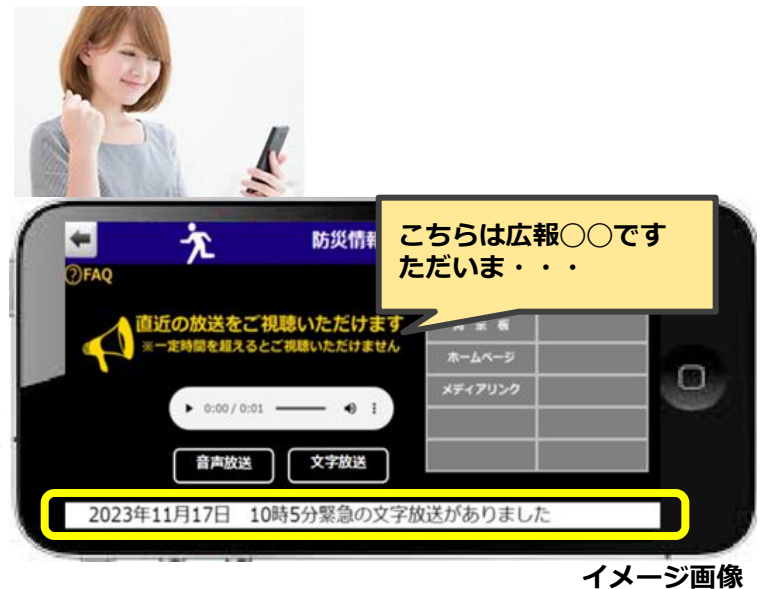 こちらは広報○○です
ただいま・・・
防災情報
?FAQ
直近の放送をご視聴いただけます
※一定時間を超えるとご視聴いただけません
ホームページ
メディアリンク
0:00 / 0:01
音声放送
文字放送
2023年11月17日 10時5分緊急の文字放送がありました
イメージ画像